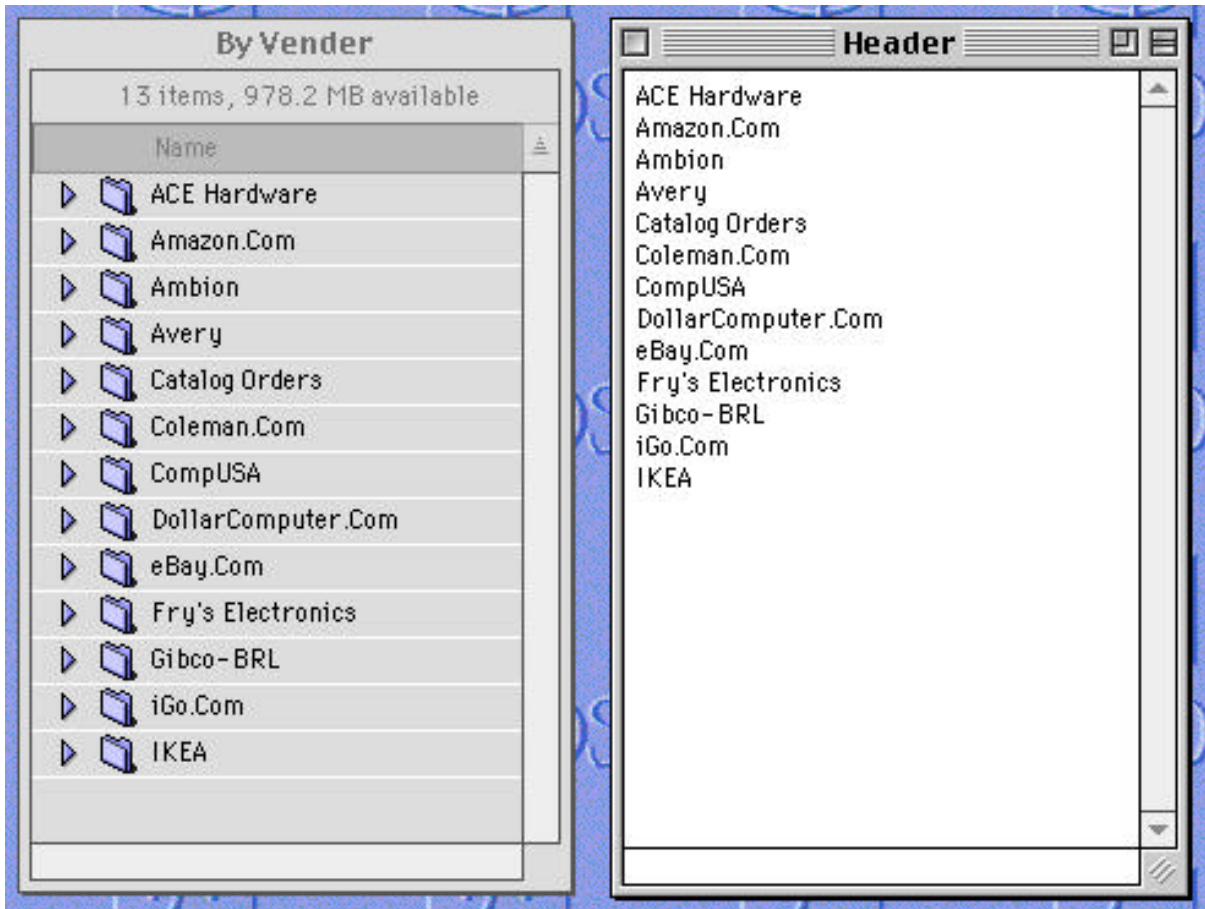 By Vender
13 items, 978.2 MB available
Name
ACE Hardware
Amazon.Com
Ambion
Avery
Catalog Orders
Coleman.Com
CompUSA
DollarComputer.Com
eBay.Com
Fry's Electronics
Gibco-BRL
iGo.Com
IKEA
Header
ACE Hardware
Amazon.Com
Ambion
Avery
Catalog Orders
Coleman.Com
CompUSA
DollarComputer.Com
eBay.Com
Fry's Electronics
Gibco-BRL
iGo.Com
IKEA